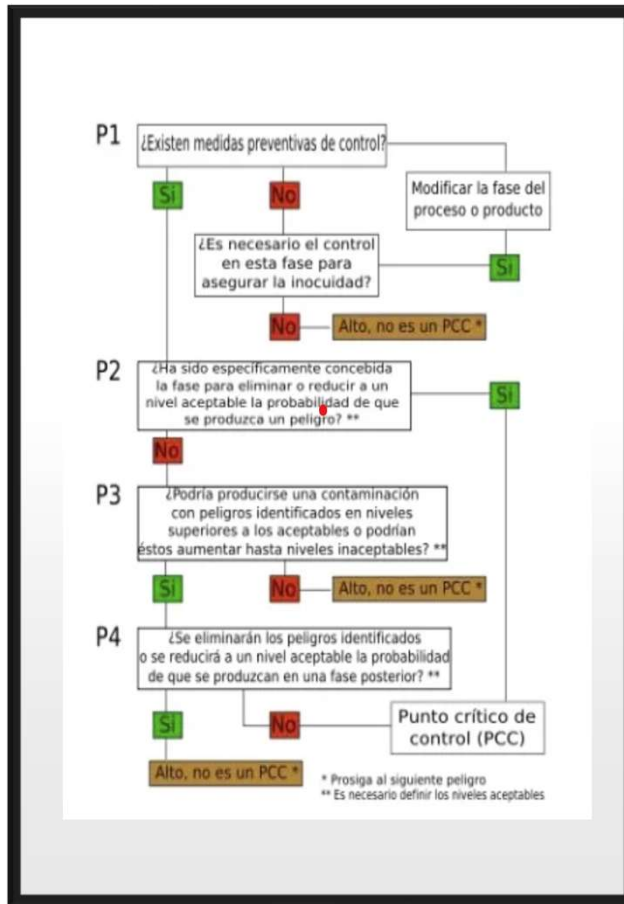 P1
¿Existen medidas preventivas de control?
Si
No
Modificar la fase del
proceso o producto
¿Es necesario el control
en esta fase para
asegurar la inocuidad?
Si
No
Alto, no es un PCC *
P2
¿Ha sido específicamente concebida
la fase para eliminar o reducir a un
nivel aceptable la probabilidad de que
se produzca un peligro? **
Si
No
P3
¿Podría producirse una contaminación
con peligros identificados en niveles
superiores a los aceptables o podrían
éstos aumentar hasta niveles inaceptables? **
Si
No
Alto, no es un PCC *
P4
¿Se eliminarán los peligros identificados
o se reducirá a un nivel aceptable la probabilidad
de que se produzcan en una fase posterior? **
Si
No
Punto crítico de
control (PCC)
Alto, no es un PCC *
* Prosiga al siguiente peligro
** Es necesario definir los niveles aceptables